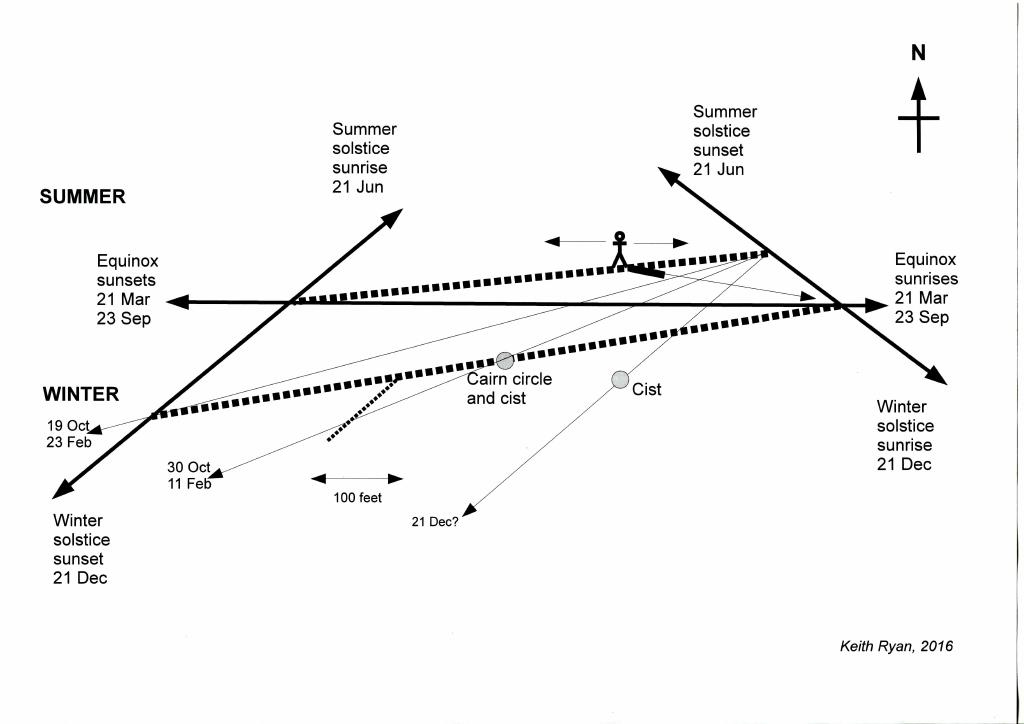 N
Summer
solstice
sunrise
21 Jun
Summer
solstice
sunset
21 Jun
SUMMER
Equinox
sunsets
21 Mar
23 Sep
Equinox
sunrises
21 Mar
23 Sep
WINTER
Cairn circle
and cist
Cist
19 Oct
23 Feb
30 Oct
11 Feb
100 feet
21 Dec?
Winter
solstice
sunrise
21 Dec
Winter
solstice
sunset
21 Dec
Keith Ryan, 2016